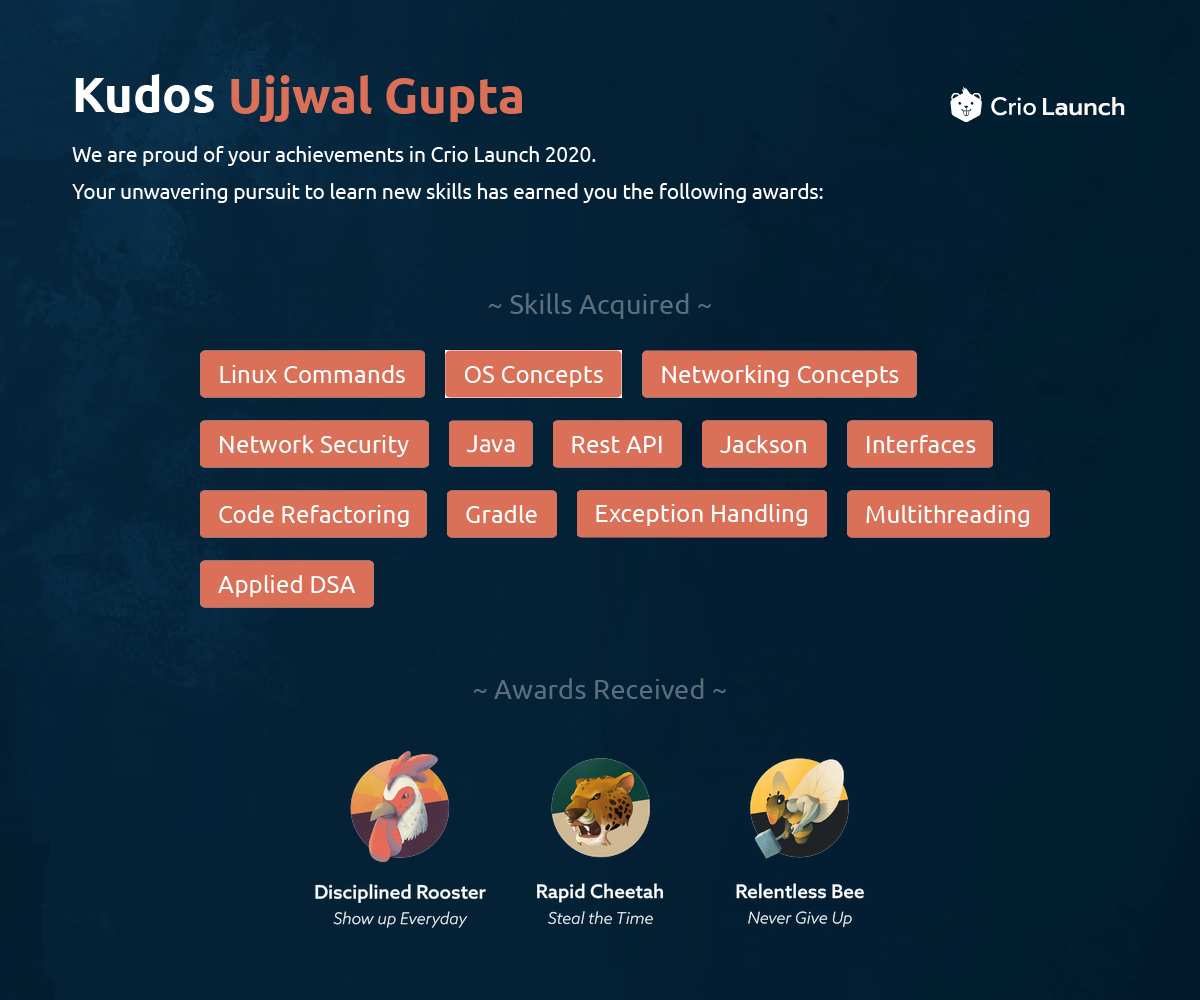 Kudos Ujjwal Gupta
Crio Launch
We are proud of your achievements in Crio Launch 2020.
Your unwavering pursuit to learn new skills has earned you the following awards:
~ Skills Acquired ~
Linux Commands OS Concepts Networking Concepts
Network Security Java Rest API Jackson Interfaces
Code Refactoring Gradle Exception Handling Multithreading
Applied DSA
~ Awards Received ~
Disciplined Rooster Rapid Cheetah Relentless Bee
Show up Everyday Steal the Time Never Give Up